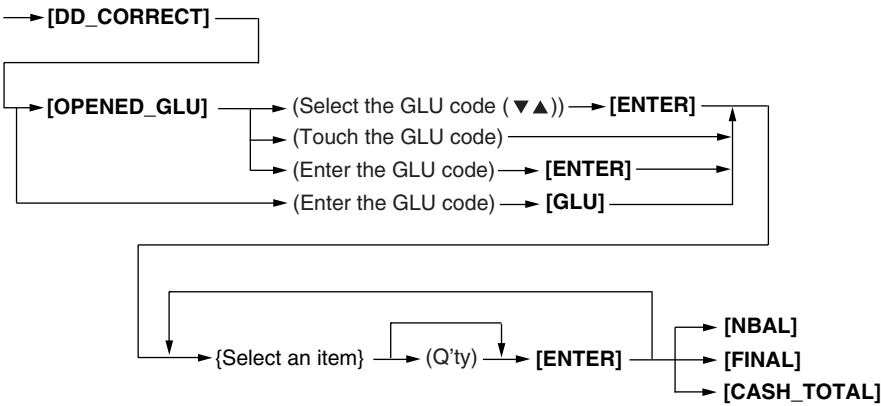 [DD_CORRECT]
[OPENED_GLU] (Select the GLU code (▼▲)) [ENTER]
(Touch the GLU code)
(Enter the GLU code) [ENTER]
(Enter the GLU code) [GLU]
{Select an item} (Q'ty) [ENTER] [NBAL]
[FINAL]
[CASH_TOTAL]